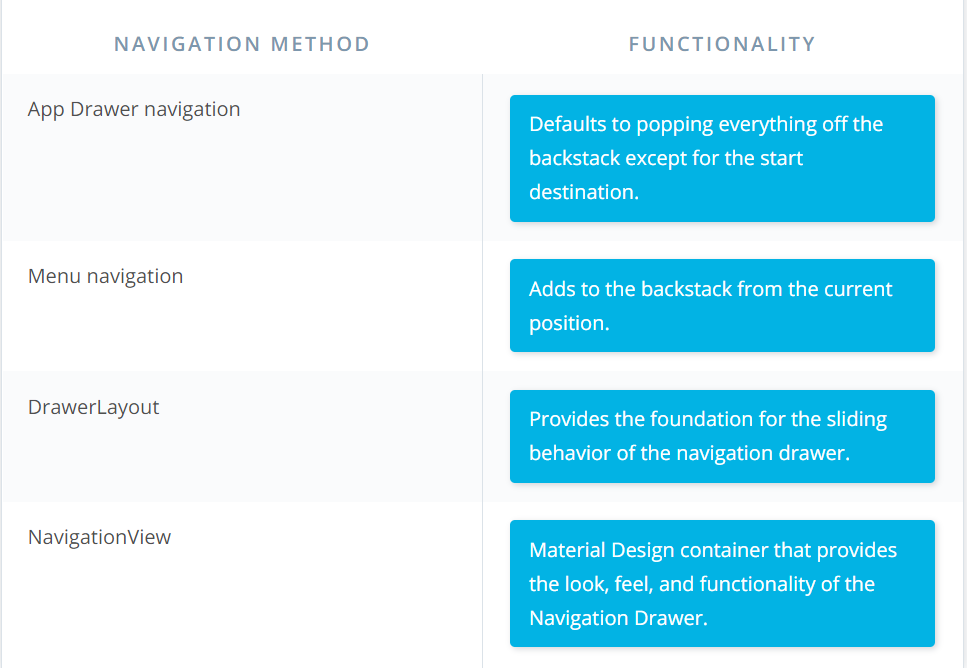 NAVIGATION METHOD
FUNCTIONALITY
App Drawer navigation
Defaults to popping everything off the
backstack except for the start
destination.
Menu navigation
Adds to the backstack from the current
position.
DrawerLayout
Provides the foundation for the sliding
behavior of the navigation drawer.
NavigationView
Material Design container that provides
the look, feel, and functionality of the
Navigation Drawer.